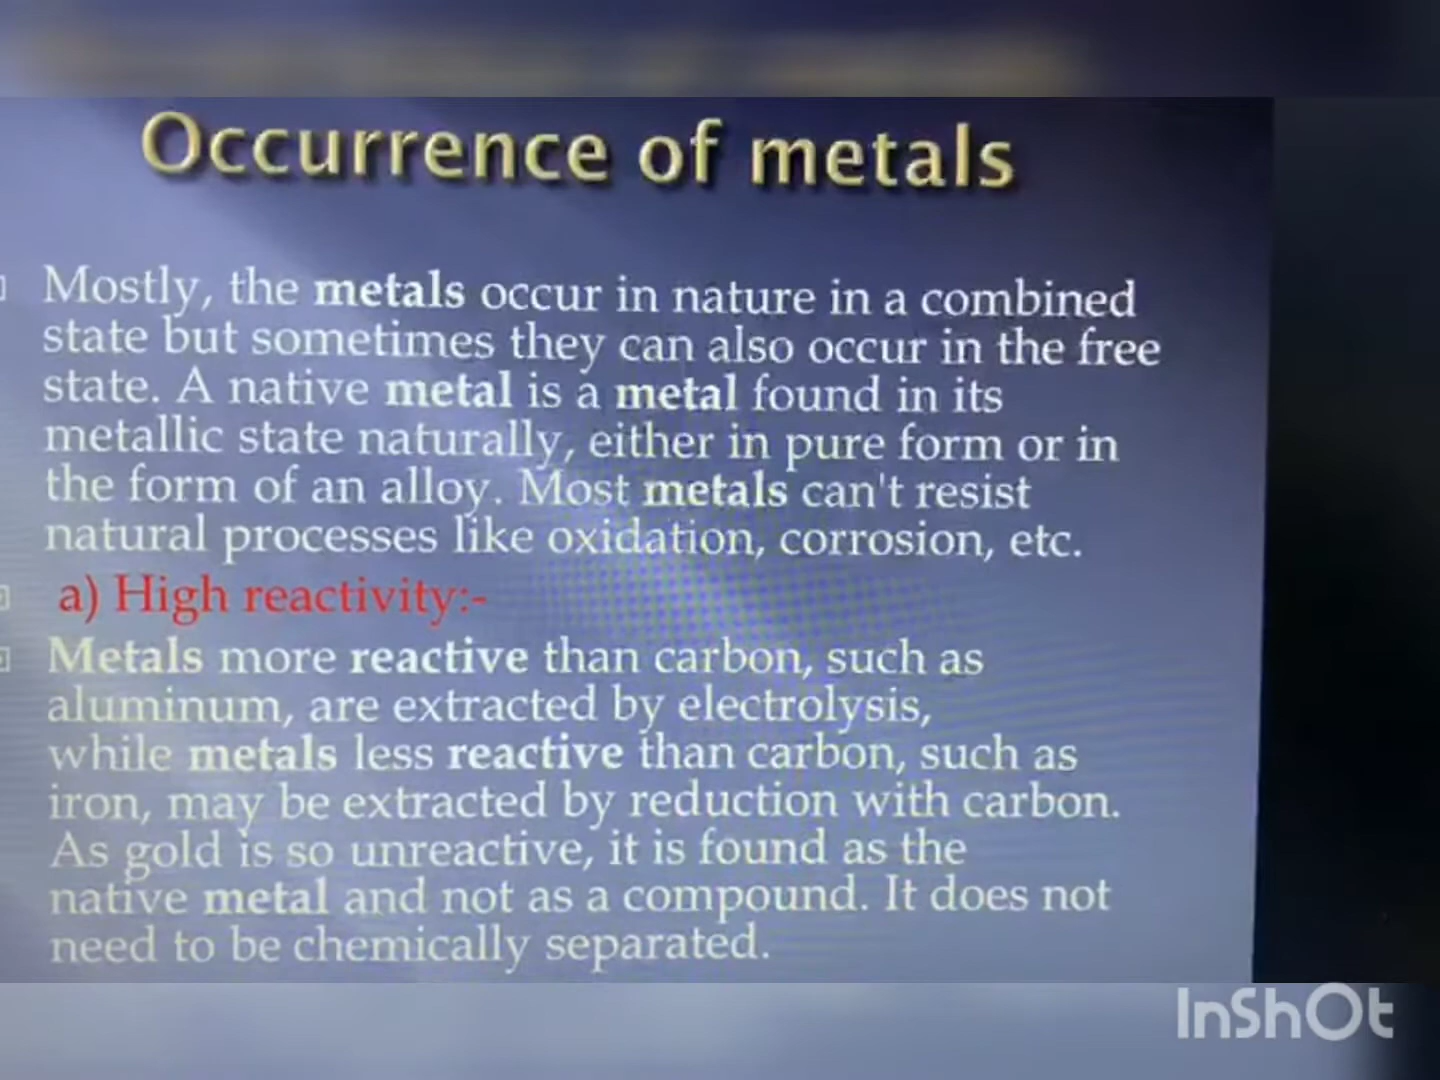 Occurrence of metals
Mostly, the metals occur in nature in a combined
state but sometimes they can also occur in the free
state. A native metal is a metal found in its
metallic state naturally, either in pure form or in
the form of an alloy. Most metals can't resist
natural processes like oxidation, corrosion, etc.
a) High reactivity:-
Metals more reactive than carbon, such as
aluminum, are extracted by electrolysis,
while metals less reactive than carbon, such as
iron, may be extracted by reduction with carbon.
As gold is so unreactive, it is found as the
native metal and not as a compound. It does not
need to be chemically separated.
InShOt